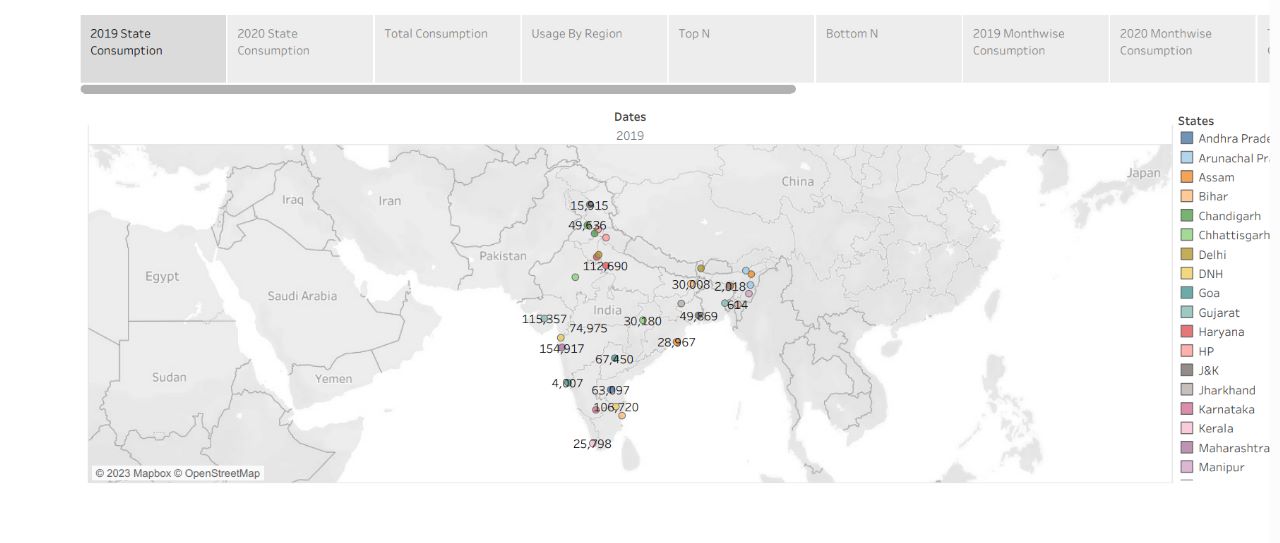 2019 State
Consumption
2020 State
Consumption
Total Consumption
Usage By Region
Top N
Bottom N
2019 Monthwise
Consumption
2020 Monthwise
Consumption
Dates
2019
States
Andhra Prade
Arunachal Pr
Assam
Bihar
Chandigarh
Chhattisgarh
Delhi
DNH
Goa
Gujarat
Haryana
HP
J&K
Jharkhand
Karnataka
Kerala
Maharashtra
Manipur
Iraq
Iran
China
Japan
Pakistan
Egypt
Saudi Arabia
India
Sudan
Yemen
15,915
49,636
112,690
30,008
2,018
614
115,357
74,975
30,180
49,869
154,917
28,967
67,450
4,007
63,097
106,720
25,798
© 2023 Mapbox © OpenStreetMap